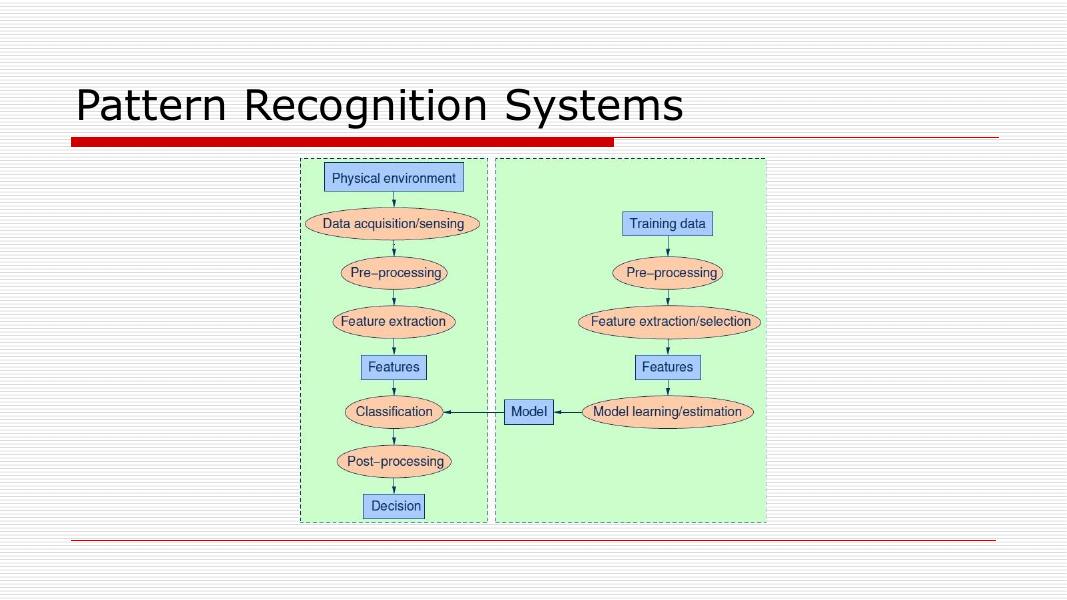 Pattern Recognition Systems
Physical environment
Data acquisition/sensing
Pre–processing
Feature extraction
Features
Classification
Post–processing
Decision
Training data
Pre–processing
Feature extraction/selection
Features
Model learning/estimation
Model